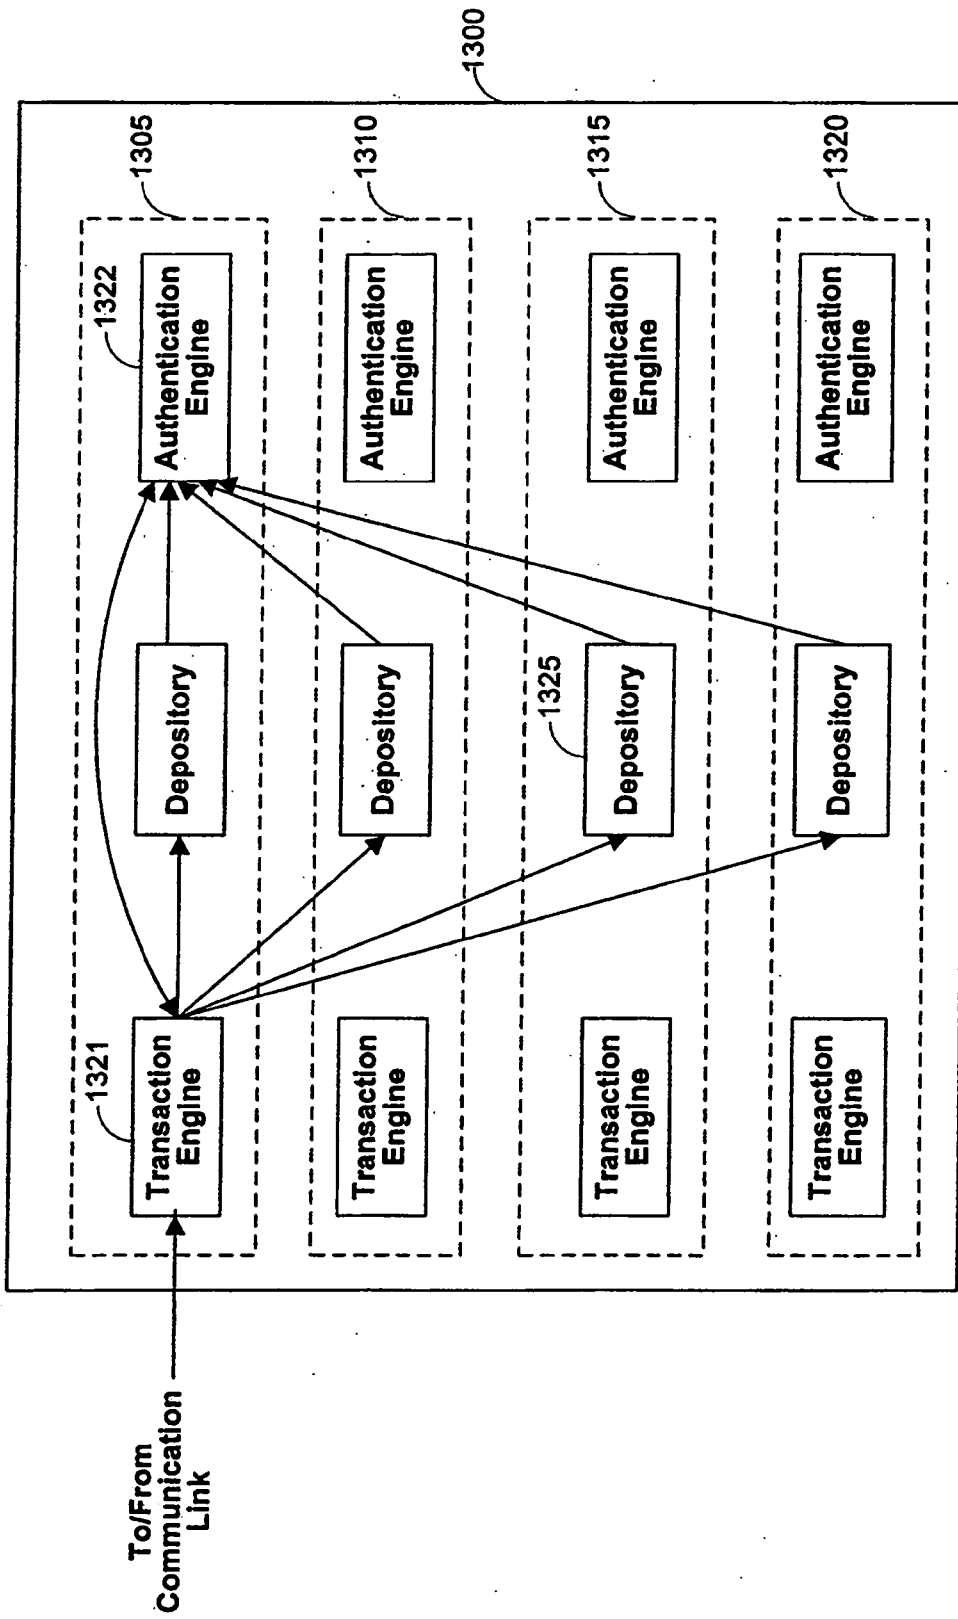 1300
1305
1322
Transaction
Engine
1321
Depository
Authentication
Engine
To/From
Communication
Link
1310
Transaction
Engine
Depository
Authentication
Engine
1315
Transaction
Engine
1325
Depository
Authentication
Engine
1320
Transaction
Engine
Depository
Authentication
Engine